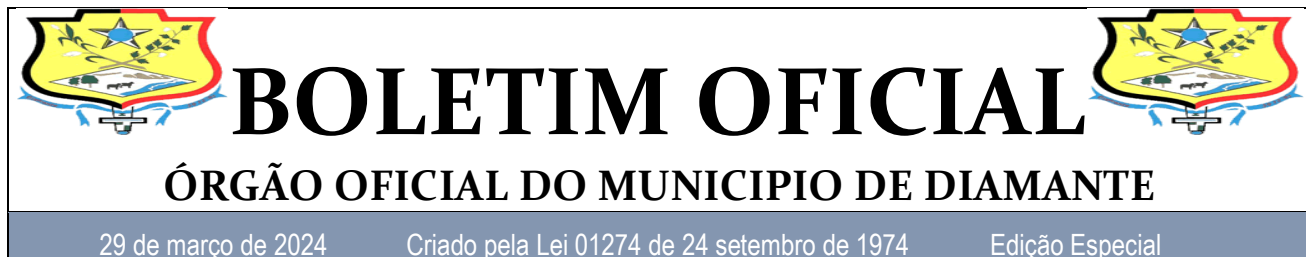 BOLETIM OFICIAL
ÓRGÃO OFICIAL DO MUNICIPIO DE DIAMANTE
29 de março de 2024 Criado pela Lei 01274 de 24 setembro de 1974 Edição Especial